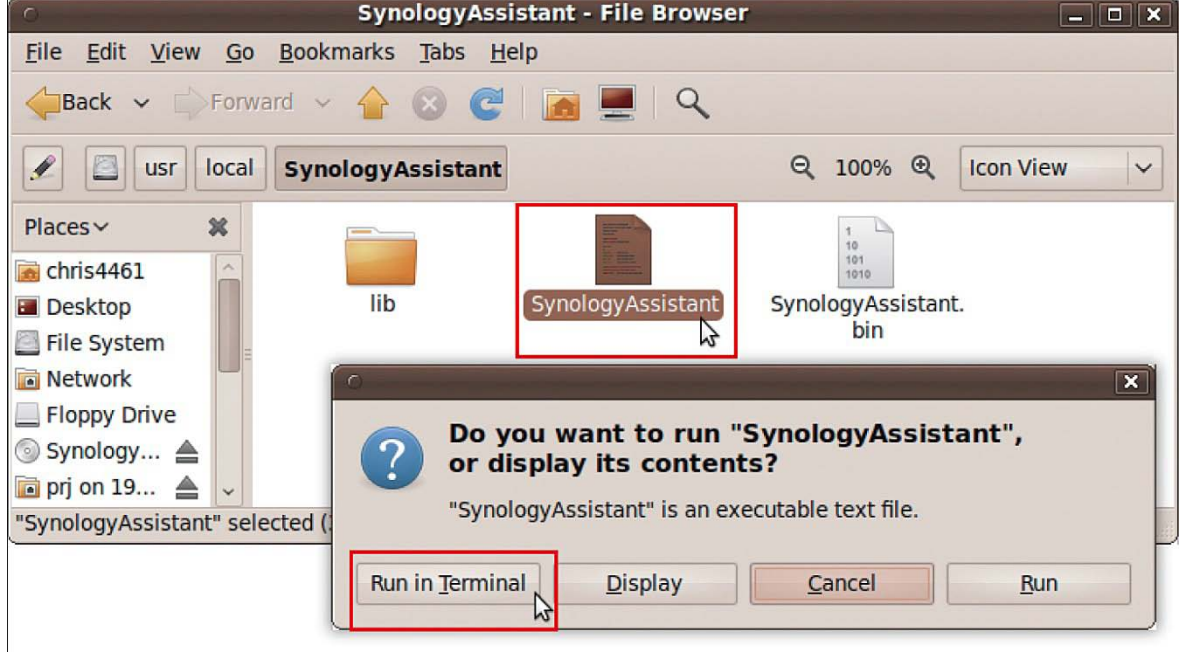 SynologyAssistant - File Browser
File Edit View Go Bookmarks Tabs Help
Back Forward
usr local SynologyAssistant 100% Icon View
Places
chris4461
Desktop
File System
Network
Floppy Drive
Synology...
prj on 19...
lib
SynologyAssistant
1
10
101
1010
SynologyAssistant.
bin
"SynologyAssistant" selected (
Do you want to run "SynologyAssistant",
or display its contents?
"SynologyAssistant" is an executable text file.
Run in Terminal Display Cancel Run